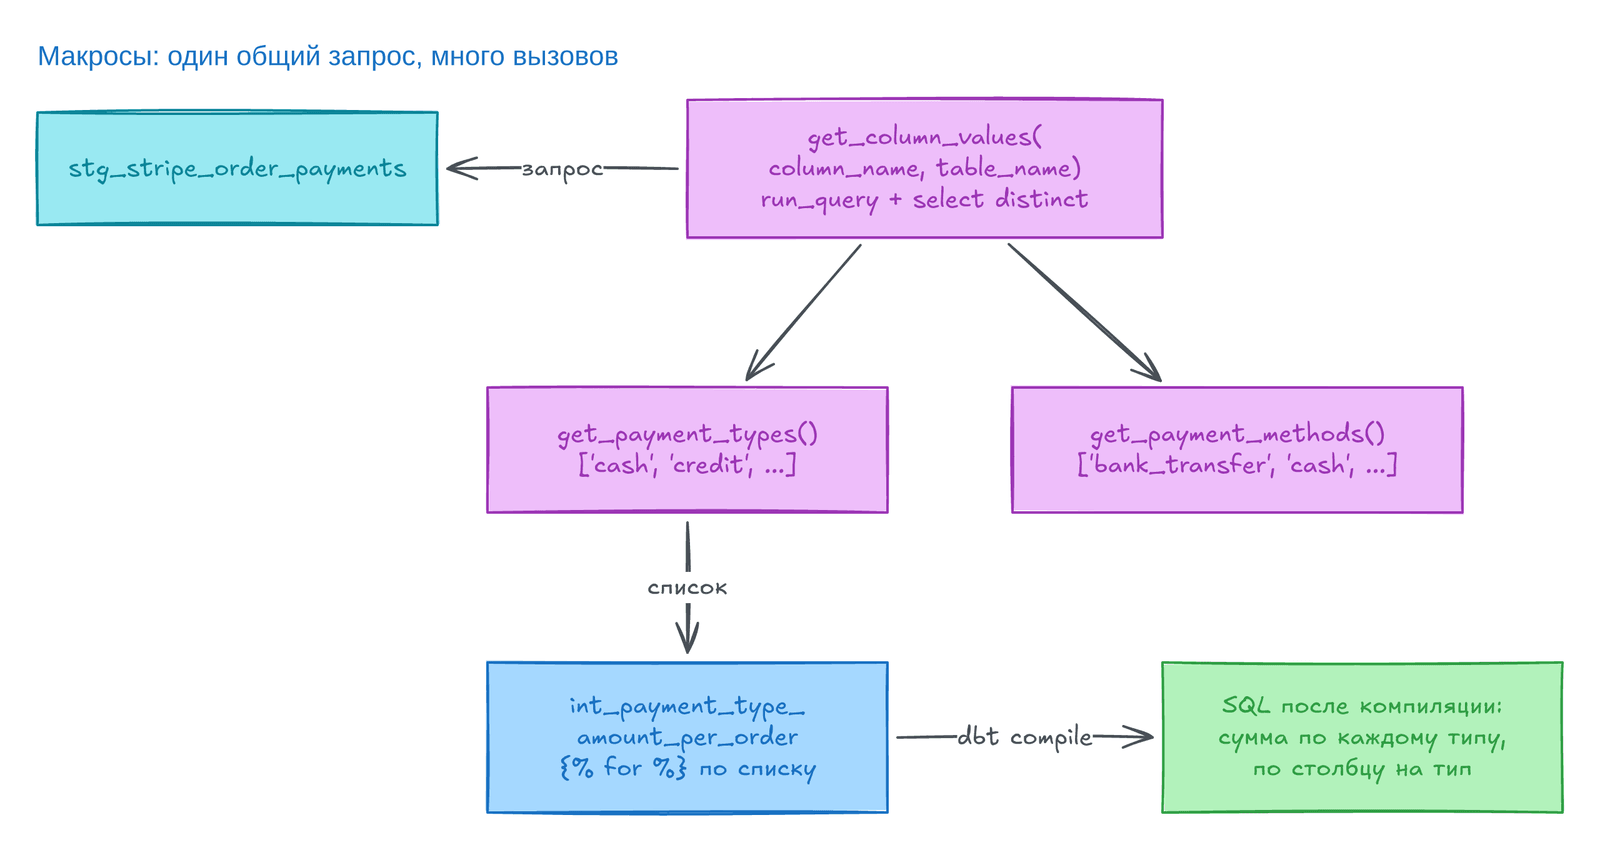 Макросы: один общий запрос, много вызовов
stg_stripe_order_payments
запрос
get_column_values(
column_name, table_name)
run_query + select distinct
get_payment_types()
['cash', 'credit', ...]
get_payment_methods()
['bank_transfer', 'cash', ...]
список
int_payment_type_
amount_per_order
{% for %} по списку
dbt compile
SQL после компиляции:
сумма по каждому типу,
по столбцу на тип